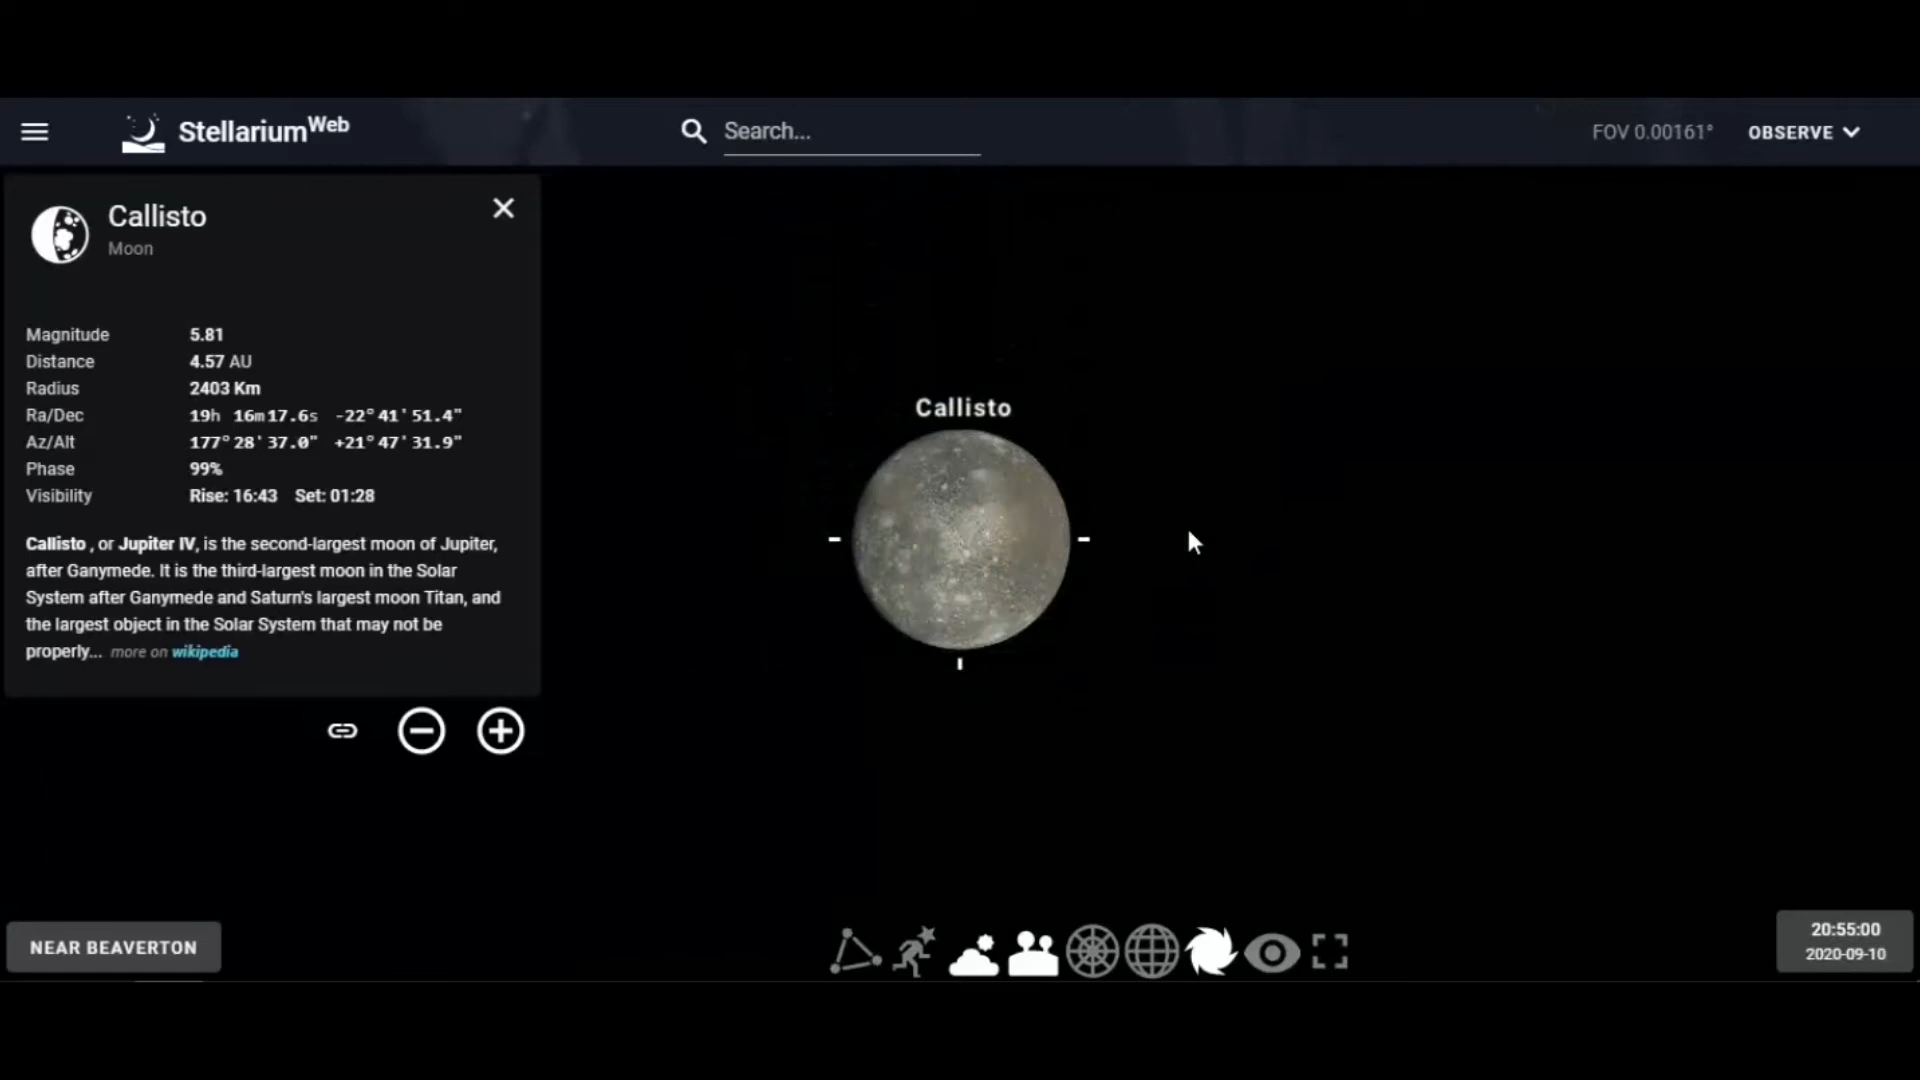 StellariumWeb
Search...
FOV 0.00161°
OBSERVE
Callisto
Moon
Magnitude 5.81
Distance 4.57 AU
Radius 2403 Km
Ra/Dec 19h 16m17.6s -22°41'51.4"
Az/Alt 177°28'37.0" +21°47'31.9"
Phase 99%
Visibility Rise: 16:43 Set: 01:28
Callisto , or Jupiter IV, is the second-largest moon of Jupiter,
after Ganymede. It is the third-largest moon in the Solar
System after Ganymede and Saturn's largest moon Titan, and
the largest object in the Solar System that may not be
properly... more on wikipedia
Callisto
NEAR BEAVERTON
20:55:00
2020-09-10